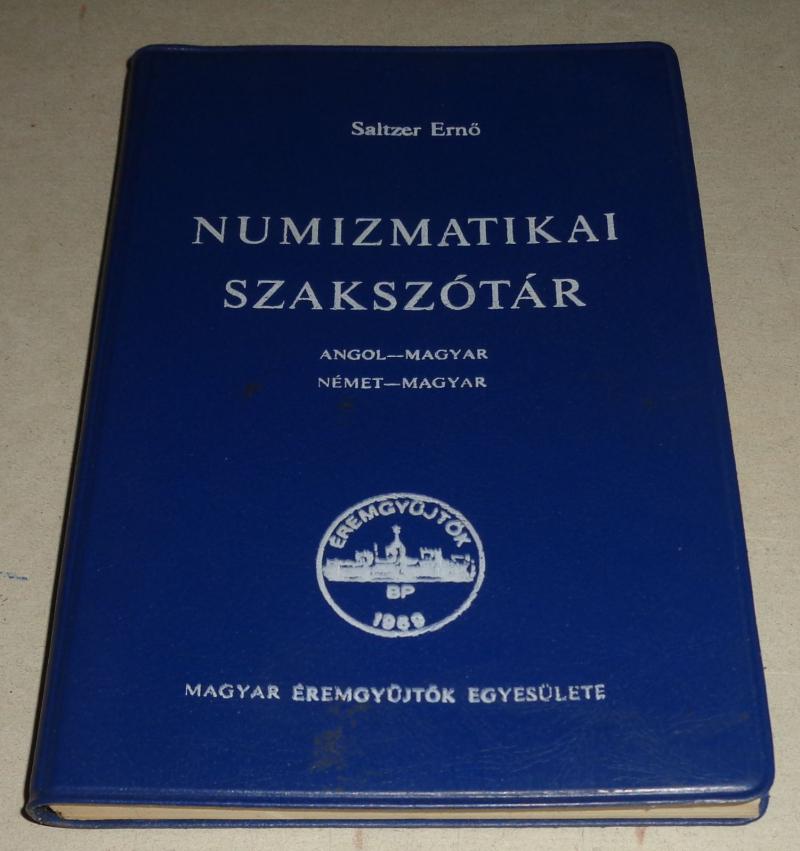 Saltzer Ernő
NUMIZMATIKAI
SZAKSZÓTÁR
ANGOL—MAGYAR
NÉMET—MAGYAR
ÉREMGYŰJTŐK
BP
1989
MAGYAR ÉREMGYŰJTŐK EGYESÜLETE